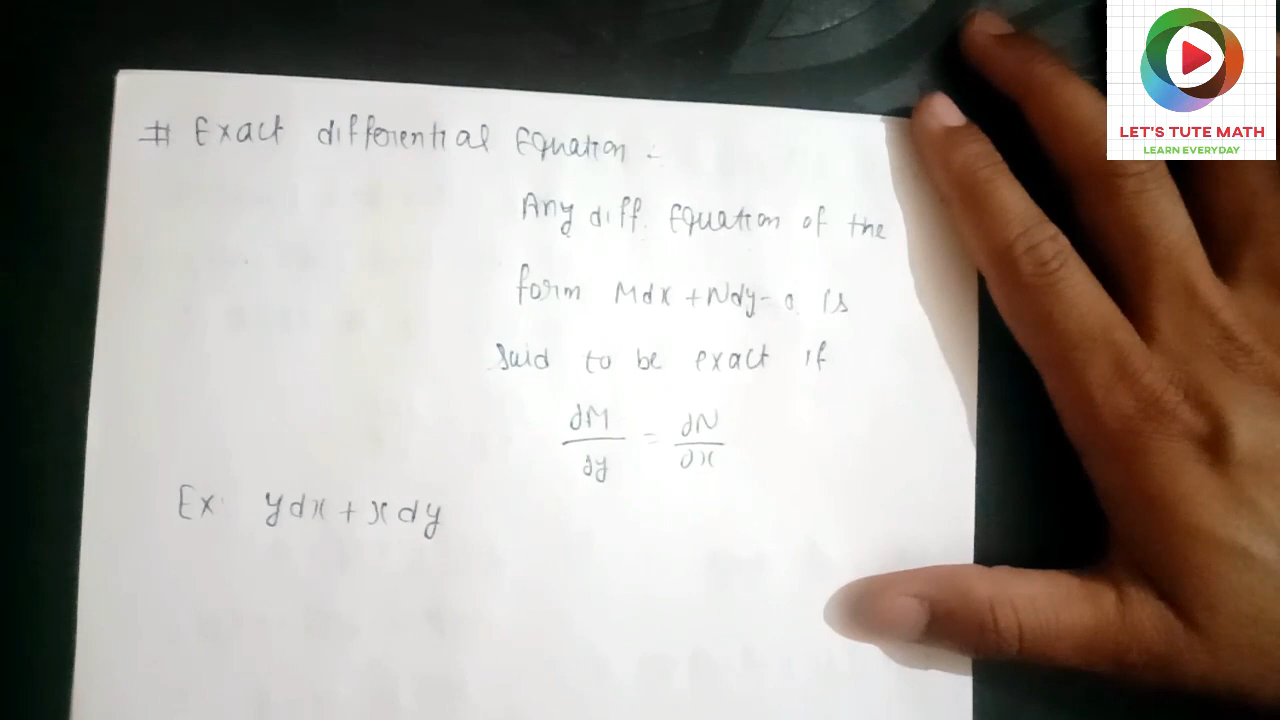 # Exact differential Equation :-
Any diff. Equation of the
form Mdx + Ndy = 0. is
said to be exact if
∂M/∂y = ∂N/∂x
Ex. ydx + xdy
LET'S TUTE MATH
LEARN EVERYDAY